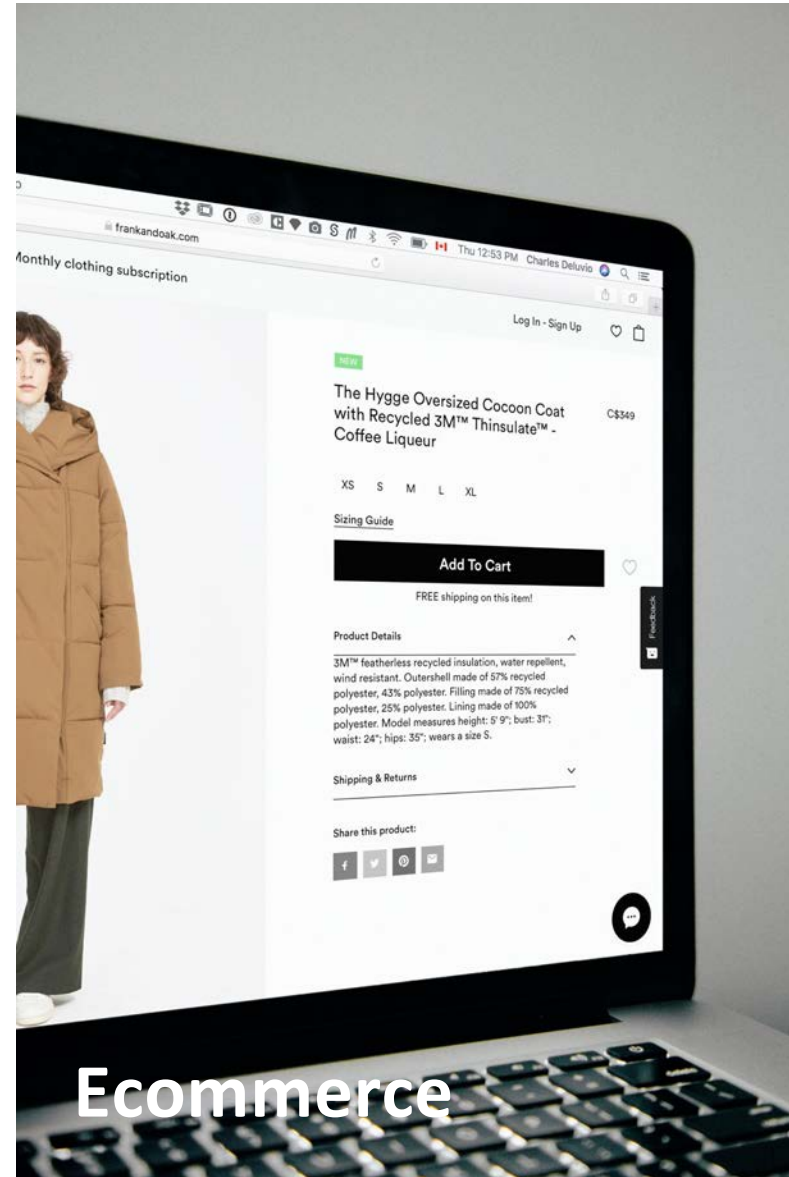 Thu 12:53 PM Charles Deluvio
frankandoak.com
Monthly clothing subscription
Log In - Sign Up
NEW
The Hygge Oversized Cocoon Coat
with Recycled 3M™ Thinsulate™ -
Coffee Liqueur
C$349
XS S M L XL
Sizing Guide
Add To Cart
FREE shipping on this item!
Feedback
Product Details
3M™ featherless recycled insulation, water repellent,
wind resistant. Outershell made of 57% recycled
polyester, 43% polyester. Filling made of 75% recycled
polyester, 25% polyester. Lining made of 100%
polyester. Model measures height: 5' 9"; bust: 31";
waist: 24"; hips: 35"; wears a size S.
Shipping & Returns
Share this product:
Ecommerce